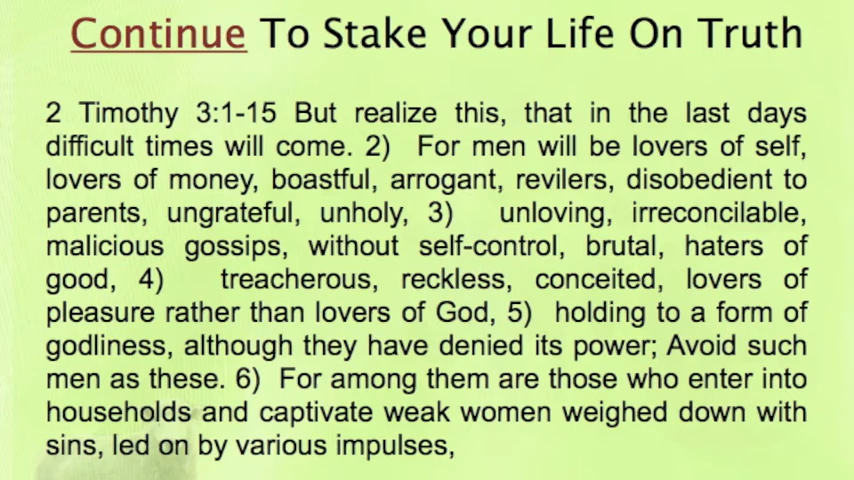 Continue To Stake Your Life On Truth
2 Timothy 3:1-15 But realize this, that in the last days
difficult times will come. 2) For men will be lovers of self,
lovers of money, boastful, arrogant, revilers, disobedient to
parents, ungrateful, unholy, 3) unloving, irreconcilable,
malicious gossips, without self-control, brutal, haters of
good, 4) treacherous, reckless, conceited, lovers of
pleasure rather than lovers of God, 5) holding to a form of
godliness, although they have denied its power; Avoid such
men as these. 6) For among them are those who enter into
households and captivate weak women weighed down with
sins, led on by various impulses,